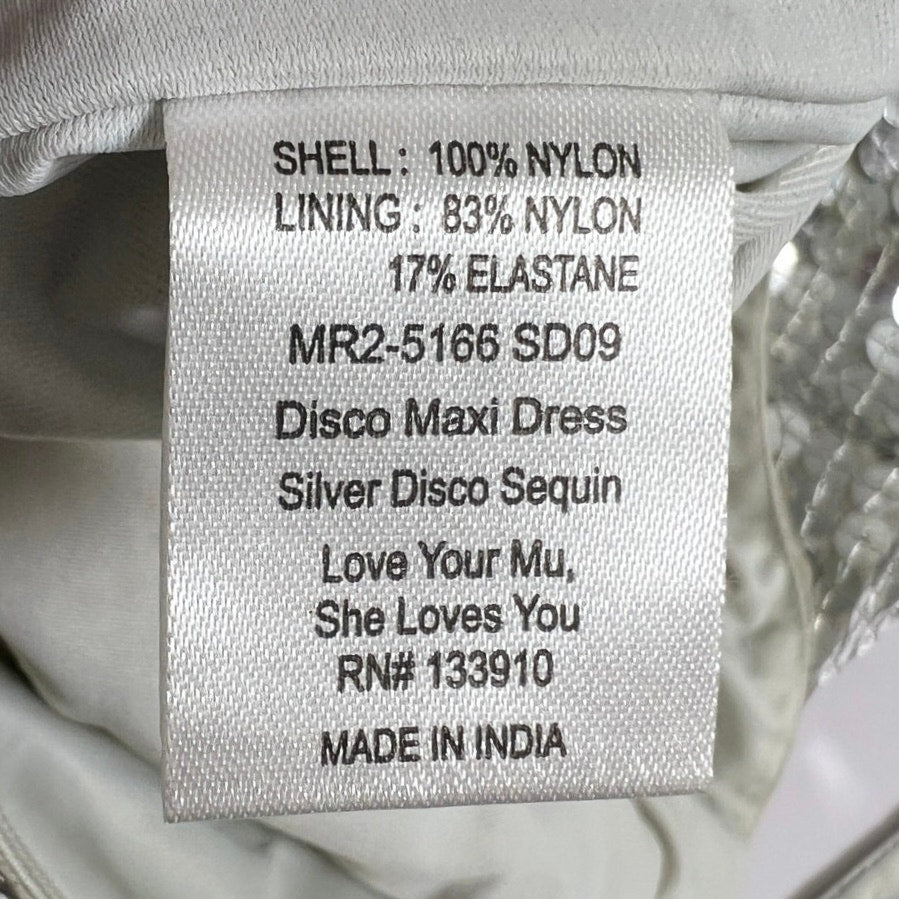 SHELL: 100% NYLON
LINING: 83% NYLON
17% ELASTANE
MR2-5166 SD09
Disco Maxi Dress
Silver Disco Sequin
Love Your Mu,
She Loves You
RN# 133910
MADE IN INDIA